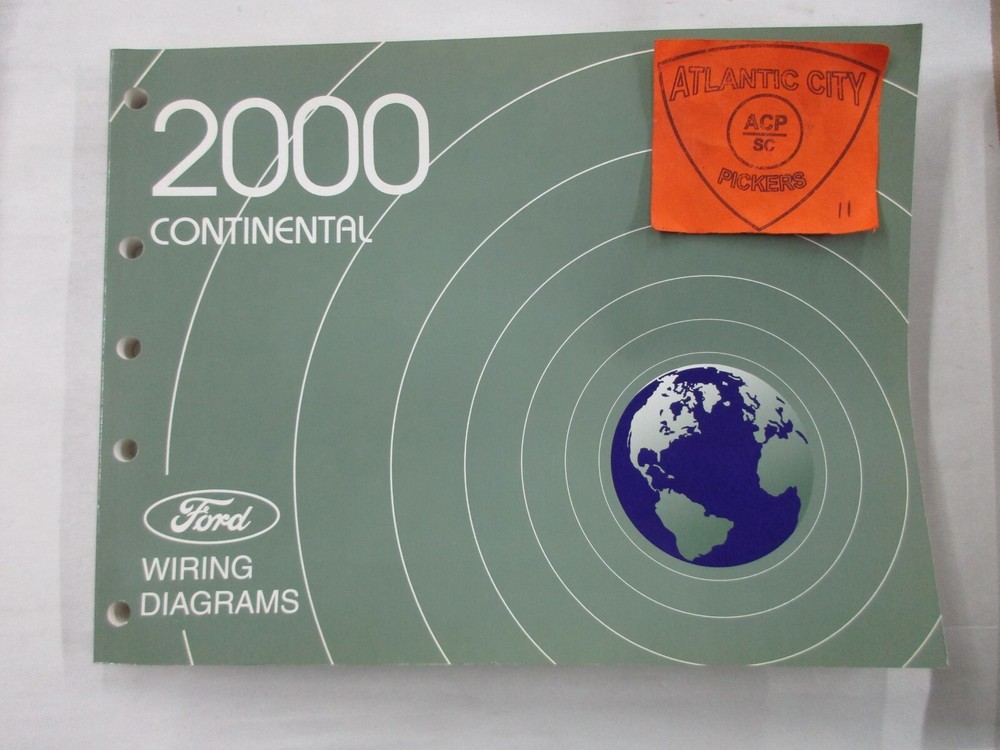 2000
CONTINENTAL
ATLANTIC CITY
ACP
SC
PICKERS
11
Ford
WIRING
DIAGRAMS